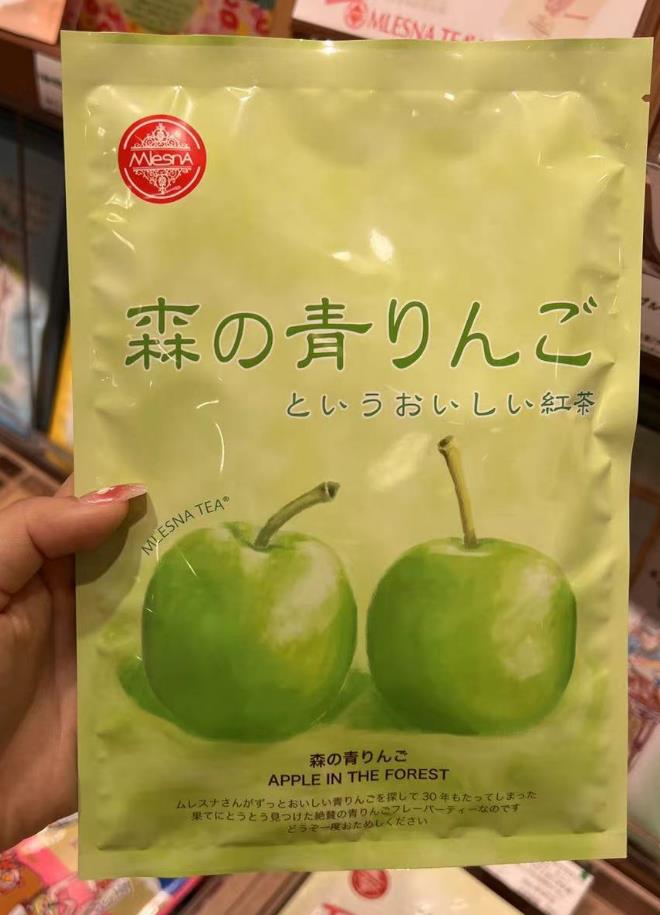 MLESNA TEA
MlesnA
森の青りんご
というおいしい紅茶
MLESNA TEA®
森の青りんご
APPLE IN THE FOREST
ムレスナさんがずっとおいしい青りんごを探して30年もたってしまった
果てにとうとう見つけた絶賛の青りんごフレーバーティーなのです
どうぞ一度おためしください